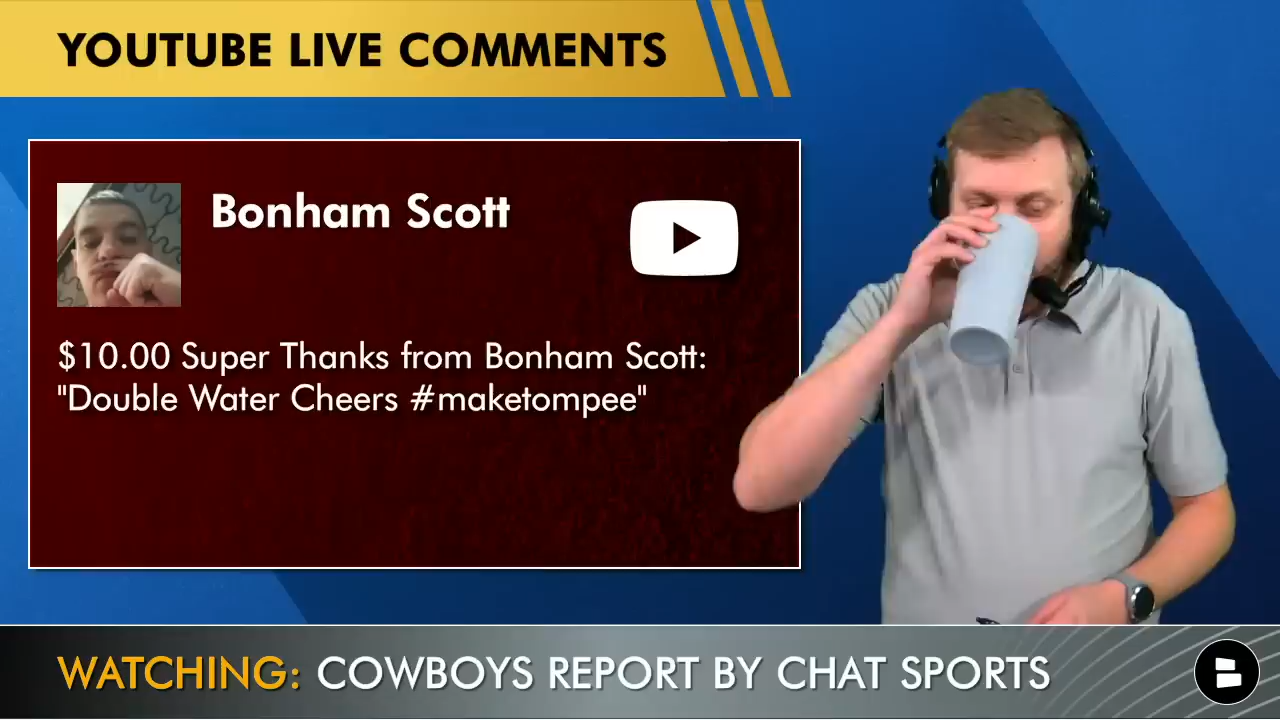 YOUTUBE LIVE COMMENTS
Bonham Scott
$10.00 Super Thanks from Bonham Scott:
"Double Water Cheers #maketompee"
WATCHING: COWBOYS REPORT BY CHAT SPORTS